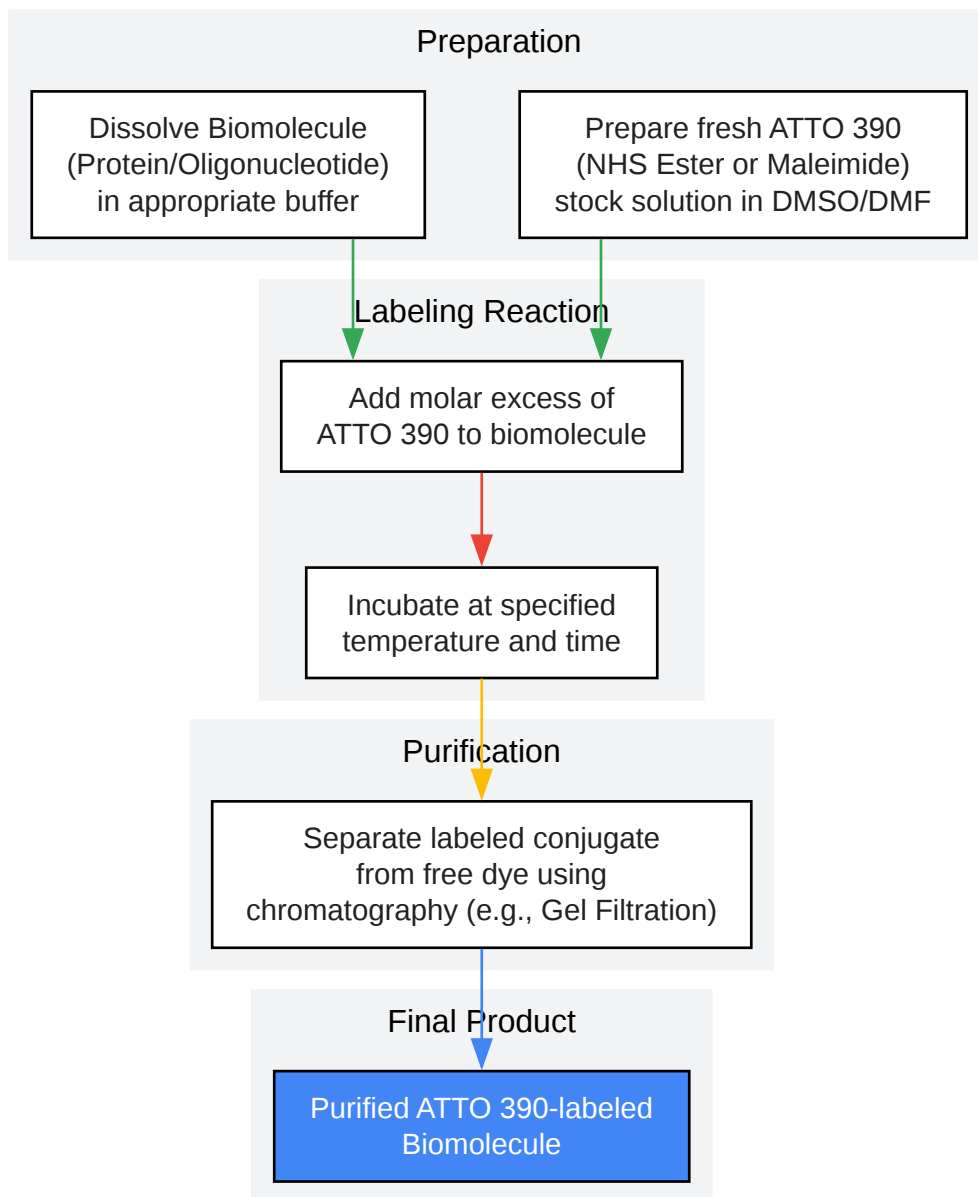 Preparation
Dissolve Biomolecule
(Protein/Oligonucleotide)
in appropriate buffer
Prepare fresh ATTO 390
(NHS Ester or Maleimide)
stock solution in DMSO/DMF
Labeling Reaction
Add molar excess of
ATTO 390 to biomolecule
Incubate at specified
temperature and time
Purification
Separate labeled conjugate
from free dye using
chromatography (e.g., Gel Filtration)
Final Product
Purified ATTO 390-labeled
Biomolecule